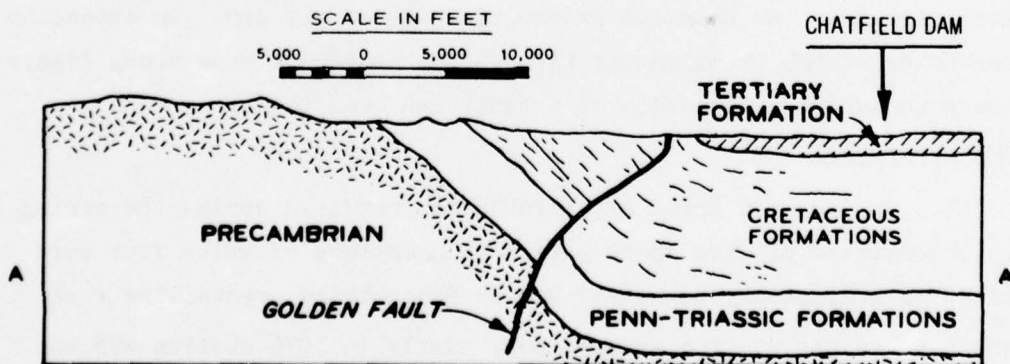 SCALE IN FEET
5,000 0 5,000 10,000
CHATFIELD DAM
TERTIARY
FORMATION
PRECAMBRIAN
CRETACEOUS
FORMATIONS
A
A
GOLDEN FAULT
PENN-TRIASSIC FORMATIONS